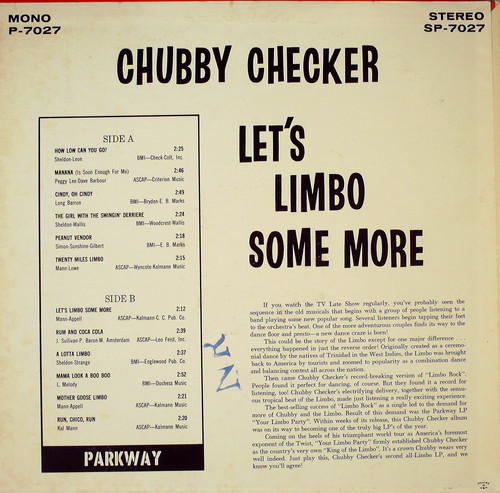 MONO
P-7027
STEREO
SP-7027
CHUBBY CHECKER
LET'S
LIMBO
SOME MORE
SIDE A
HOW LOW CAN YOU GO? 2:25
Sheldon-Leon BMI—Check-Colt, Inc.
MANANA (Is Soon Enough For Me) 2:46
Peggy Lee-Dave Barbour ASCAP—Criterion Music
CINDY, OH CINDY 2:49
Long Barron BMI—Bryden-E. B. Marks
THE GIRL WITH THE SWINGIN' DERRIERE 2:24
Sheldon-Wallis BMI—Woodcrest-Wallis
PEANUT VENDOR 2:18
Simon-Sunshine-Gilbert BMI—E. B. Marks
TWENTY MILES LIMBO 2:15
Mann-Lowe ASCAP—Wyncote-Kalmann Music
SIDE B
LET'S LIMBO SOME MORE 2:12
Mann-Appell ASCAP—Kalmann C. C. Pub. Co.
RUM AND COCA COLA 2:39
J. Sullivan P. Baron M. Amsterdam ASCAP—Leo Feist, Inc.
A LOTTA LIMBO 2:37
Sheldon-Strange BMI—Englewood Pub. Co.
MAMA LOOK A BOO BOO 2:52
L. Melody BMI—Duchess Music
MOTHER GOOSE LIMBO 2:21
Mann-Appell ASCAP—Kalmann Music
RUN, CHICO, RUN 2:20
Kal Mann ASCAP—Kalmann Music
PARKWAY
NR
If you watch the TV Late Show regularly, you've probably seen the
sequence in the old musicals that begins with a group of people listening to a
band playing some new popular song. Several listeners begin tapping their feet
to the orchestra's beat. One of the more adventurous couples finds its way to the
dance floor and presto—a new dance craze is born!
This could be the story of the Limbo except for one major difference . . .
everything happened in just the reverse order! Originally created as a ceremo-
nial dance by the natives of Trinidad in the West Indies, the Limbo was brought
back to America by tourists and zoomed to popularity as a combination dance
and balancing contest all across the nation.
Then came Chubby Checker's record-breaking version of "Limbo Rock".
People found it perfect for dancing, of course. But they found it a record for
listening, too! Chubby Checker's electrifying delivery, together with the sensu-
ous tropical beat of the Limbo, made just listening a really exciting experience.
The best-selling success of "Limbo Rock" as a single led to the demand for
more of Chubby and the Limbo. Result of this demand was the Parkway LP
"Your Limbo Party". Within weeks of its release, this Chubby Checker album
was on its way to becoming one of the truly big LP's of the year.
Coming on the heels of his triumphant world tour as America's foremost
exponent of the Twist, "Your Limbo Party" firmly established Chubby Checker
as the country's very own "King of the Limbo". It's a crown Chubby wears very
well indeed. Just play this, Chubby Checker's second all-Limbo LP, and we
know you'll agree!